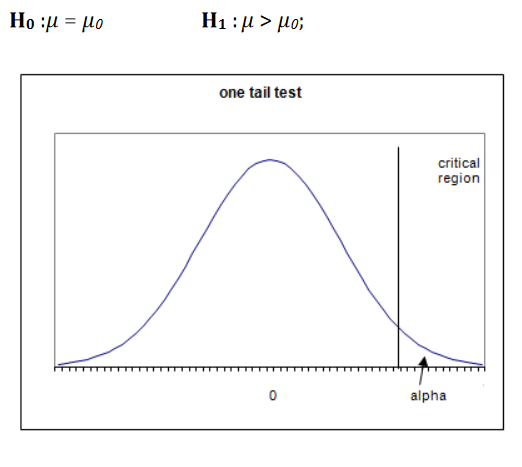 H₀ :μ = μ₀ H₁ : μ > μ₀;
one tail test
critical
region
0
alpha